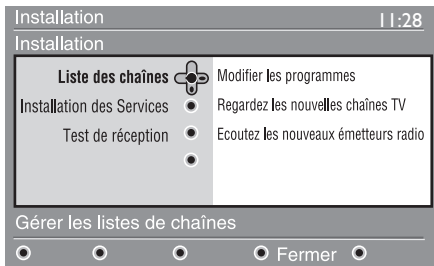 Installation 11:28
Installation
Liste des chaînes Modifier les programmes
Installation des Services Regardez les nouvelles chaînes TV
Test de réception Ecoutez les nouveaux émetteurs radio
Gérer les listes de chaînes
Fermer